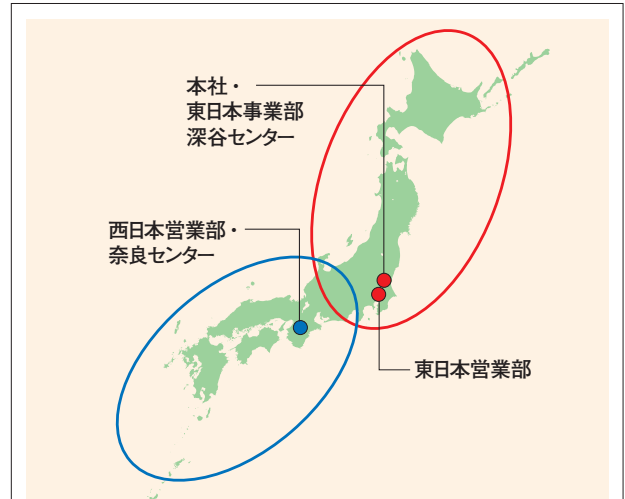 本社・
東日本事業部
深谷センター
西日本営業部・
奈良センター
東日本営業部